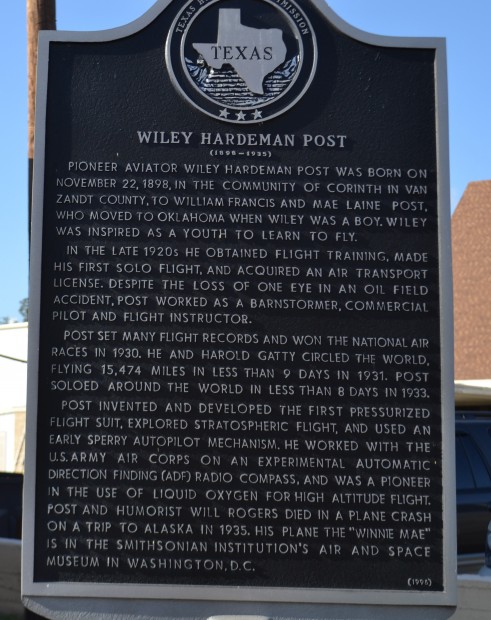 TEXAS
WILEY HARDEMAN POST
(1898-1935)
PIONEER AVIATOR WILEY HARDEMAN POST WAS BORN ON
NOVEMBER 22, 1898, IN THE COMMUNITY OF CORINTH IN VAN
ZANDT COUNTY, TO WILLIAM FRANCIS AND MAE LAINE POST,
WHO MOVED TO OKLAHOMA WHEN WILEY WAS A BOY. WILEY
WAS INSPIRED AS A YOUTH TO LEARN TO FLY.
IN THE LATE 1920s HE OBTAINED FLIGHT TRAINING, MADE
HIS FIRST SOLO FLIGHT, AND ACQUIRED AN AIR TRANSPORT
LICENSE. DESPITE THE LOSS OF ONE EYE IN AN OIL FIELD
ACCIDENT, POST WORKED AS A BARNSTORMER, COMMERCIAL
PILOT AND FLIGHT INSTRUCTOR.
POST SET MANY FLIGHT RECORDS AND WON THE NATIONAL AIR
RACES IN 1930. HE AND HAROLD GATTY CIRCLED THE WORLD,
FLYING 15,474 MILES IN LESS THAN 9 DAYS IN 1931. POST
SOLOED AROUND THE WORLD IN LESS THAN 8 DAYS IN 1933.
POST INVENTED AND DEVELOPED THE FIRST PRESSURIZED
FLIGHT SUIT, EXPLORED STRATOSPHERIC FLIGHT, AND USED AN
EARLY SPERRY AUTOPILOT MECHANISM. HE WORKED WITH THE
U.S. ARMY AIR CORPS ON AN EXPERIMENTAL AUTOMATIC
DIRECTION FINDING (ADF) RADIO COMPASS, AND WAS A PIONEER
IN THE USE OF LIQUID OXYGEN FOR HIGH ALTITUDE FLIGHT.
POST AND HUMORIST WILL ROGERS DIED IN A PLANE CRASH
ON A TRIP TO ALASKA IN 1935. HIS PLANE THE "WINNIE MAE"
IS IN THE SMITHSONIAN INSTITUTION'S AIR AND SPACE
MUSEUM IN WASHINGTON, D.C.
(1995)